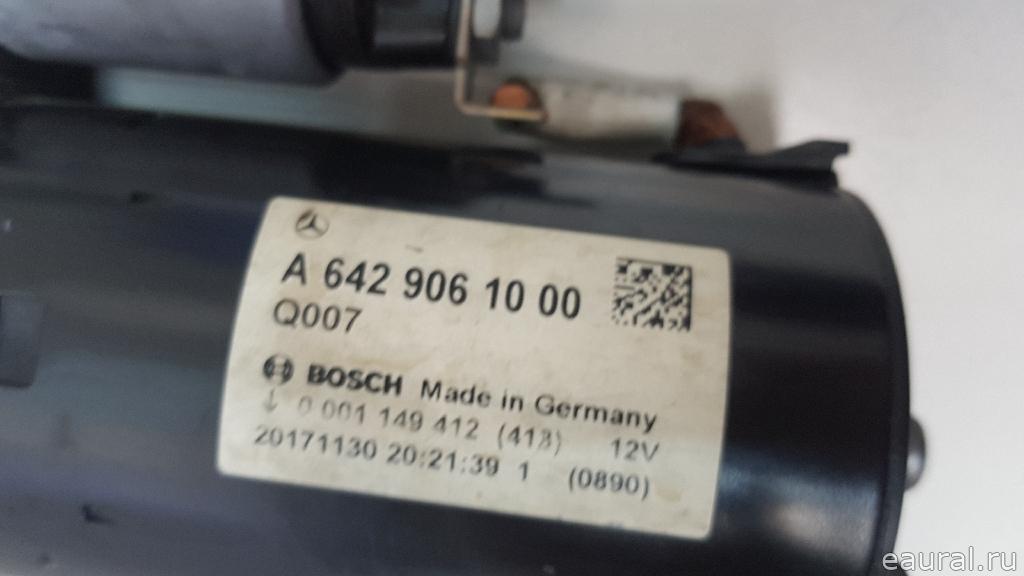 A 642 906 10 00
Q007
BOSCH Made in Germany
0 001 149 412 (413) 12V
20171130 20:21:39 1 (0890)
eaural.ru